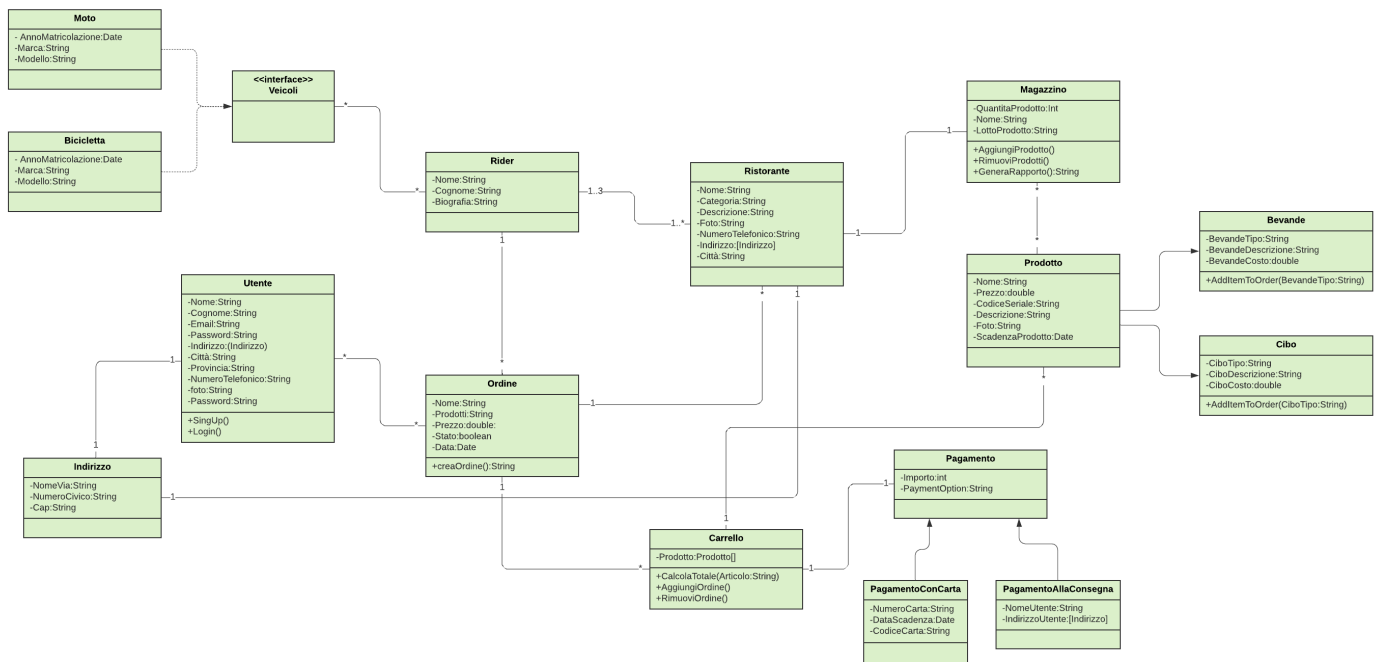 Moto
- AnnoMatricolazione:Date
-Marca:String
-Modello:String
<<interface>>
Veicoli
Bicicletta
- AnnoMatricolazione:Date
-Marca:String
-Modello:String
*
*
Rider
-Nome:String
-Cognome:String
-Biografia:String
1..3
1..*
1
*
Ristorante
-Nome:String
-Categoria:String
-Descrizione:String
-Foto:String
-NumeroTelefonico:String
-Indirizzo:[Indirizzo]
-Città:String
1
1
*
1
Magazzino
-QuantitaProdotto:Int
-Nome:String
-LottoProdotto:String
+AggiungiProdotto()
+RimuoviProdotti()
+GeneraRapporto():String
*
*
Prodotto
-Nome:String
-Prezzo:double
-CodiceSeriale:String
-Descrizione:String
-Foto:String
-ScadenzaProdotto:Date
*
Bevande
-BevandeTipo:String
-BevandeDescrizione:String
-BevandeCosto:double
+AddItemToOrder(BevandeTipo:String)
Cibo
-CiboTipo:String
-CiboDescrizione:String
-CiboCosto:double
+AddItemToOrder(CiboTipo:String)
Utente
-Nome:String
-Cognome:String
-Email:String
-Password:String
-Indirizzo:(Indirizzo)
-Città:String
-Provincia:String
-NumeroTelefonico:String
-foto:String
-Password:String
+SingUp()
+Login()
*
*
1
1
Ordine
-Nome:String
-Prodotti:String
-Prezzo:double:
-Stato:boolean
-Data:Date
+creaOrdine():String
1
1
Indirizzo
-NomeVia:String
-NumeroCivico:String
-Cap:String
1
Carrello
-Prodotto:Prodotto[]
+CalcolaTotale(Articolo:String)
+AggiungiOrdine()
+RimuoviOrdine()
*
1
1
1
Pagamento
-Importo:int
-PaymentOption:String
PagamentoConCarta
-NumeroCarta:String
-DataScadenza:Date
-CodiceCarta:String
PagamentoAllaConsegna
-NomeUtente:String
-IndirizzoUtente:[Indirizzo]